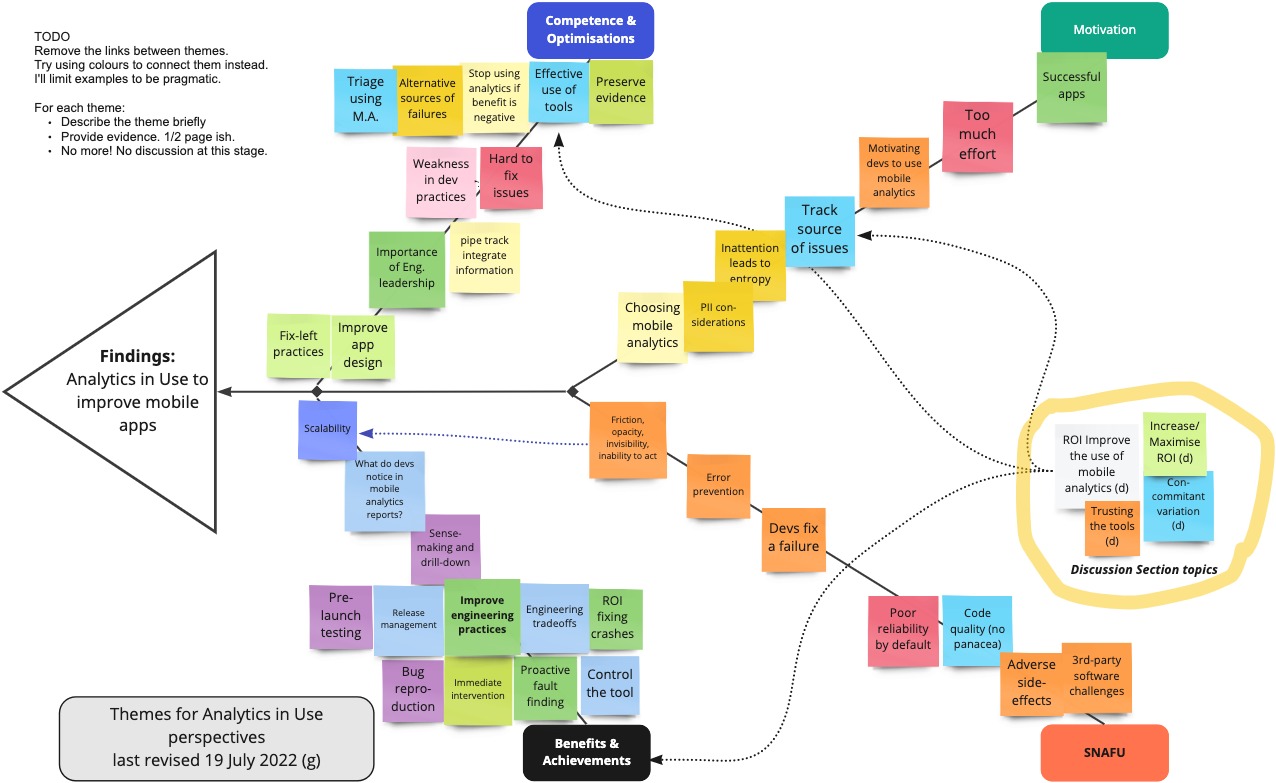 TODO
Remove the links between themes.
Try using colours to connect them instead.
I'll limit examples to be pragmatic.
For each theme:
• Describe the theme briefly
• Provide evidence. 1/2 page ish.
• No more! No discussion at this stage.
Competence &
Optimisations
Triage
using
M.A.
Alternative
sources of
failures
Stop using
analytics if
benefit is
negative
Effective
use of
tools
Preserve
evidence
Weakness
in dev
practices
Hard to
fix
issues
Importance
of Eng.
leadership
pipe track
integrate
information
Fix-left
practices
Improve
app
design
Motivation
Successful
apps
Too
much
effort
Motivating
devs to use
mobile
analytics
Track
source
of issues
Inattention
leads to
entropy
PII con-
siderations
Choosing
mobile
analytics
Findings:
Analytics in Use to
improve mobile
apps
Scalability
What do devs
notice in
mobile
analytics
reports?
Sense-
making and
drill-down
Pre-
launch
testing
Release
management
Improve
engineering
practices
Engineering
tradeoffs
ROI
fixing
crashes
Bug
repro-
duction
Immediate
intervention
Proactive
fault
finding
Control
the tool
Benefits &
Achievements
Friction,
opacity,
invisibility,
inability to act
Error
prevention
Devs fix
a failure
Poor
reliability
by default
Code
quality (no
panacea)
Adverse
side-
effects
3rd-party
software
challenges
SNAFU
ROI Improve
the use of
mobile
analytics (d)
Increase/
Maximise
ROI (d)
Con-
commitant
variation
(d)
Trusting
the tools
(d)
Discussion Section topics
Themes for Analytics in Use
perspectives
last revised 19 July 2022 (g)